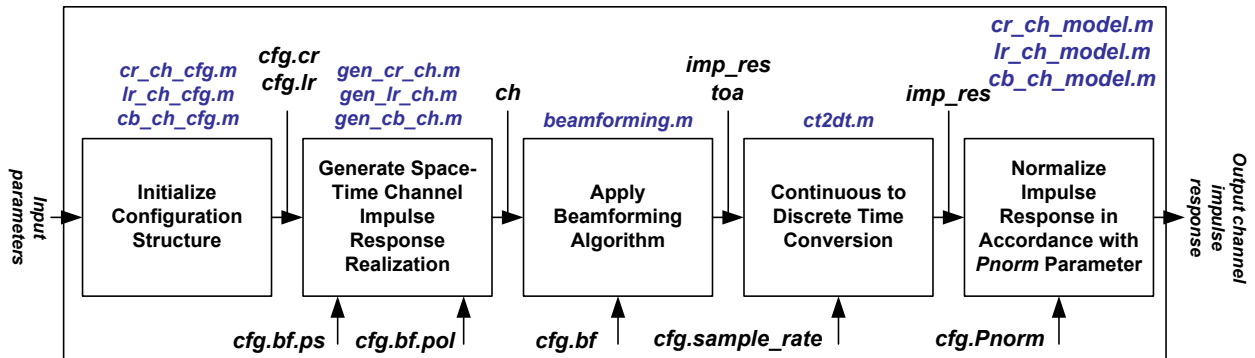 Input
parameters
cr_ch_cfg.m
lr_ch_cfg.m
cb_ch_cfg.m
Initialize
Configuration
Structure
cfg.cr
cfg.lr
gen_cr_ch.m
gen_lr_ch.m
gen_cb_ch.m
Generate Space-
Time Channel
Impulse
Response
Realization
cfg.bf.ps
cfg.bf.pol
ch
beamforming.m
Apply
Beamforming
Algorithm
cfg.bf
imp_res
toa
ct2dt.m
Continuous to
Discrete Time
Conversion
cfg.sample_rate
imp_res
cr_ch_model.m
lr_ch_model.m
cb_ch_model.m
Normalize
Impulse
Response in
Accordance with
Pnorm Parameter
cfg.Pnorm
Output channel
impulse
response